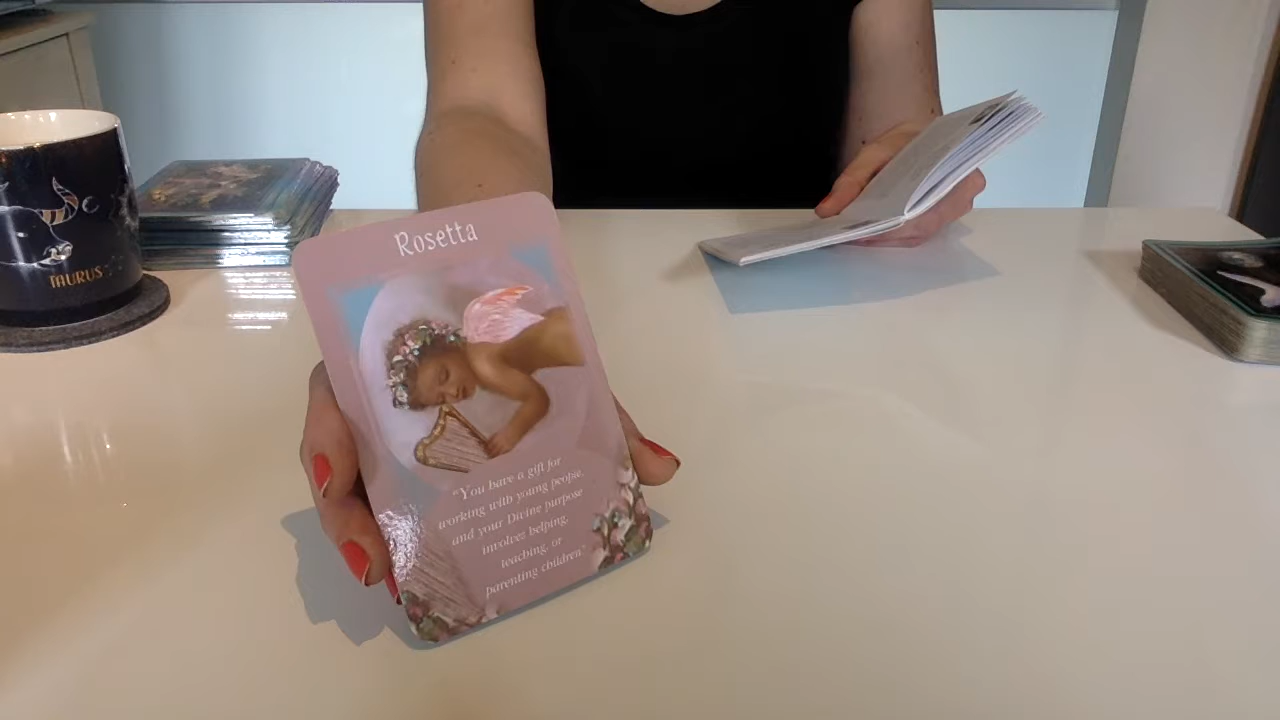 Rosetta
"You have a gift for
working with young people,
and your Divine purpose
involves helping,
teaching, or
parenting children."
TAURUS